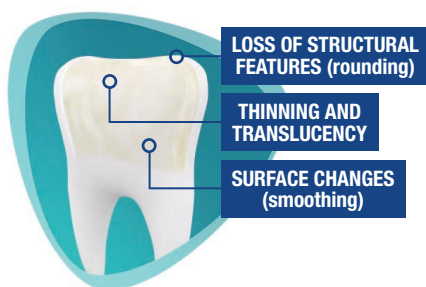 LOSS OF STRUCTURAL
FEATURES (rounding)
THINNING AND
TRANSLUCENCY
SURFACE CHANGES
(smoothing)